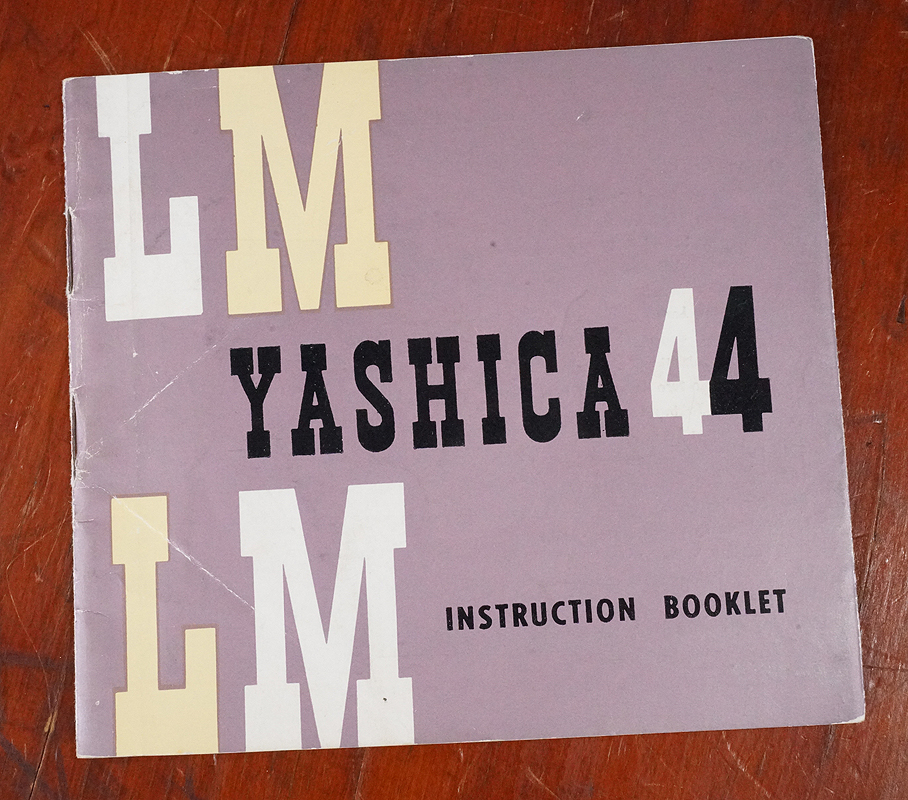 LM
YASHICA 44
LM
INSTRUCTION BOOKLET